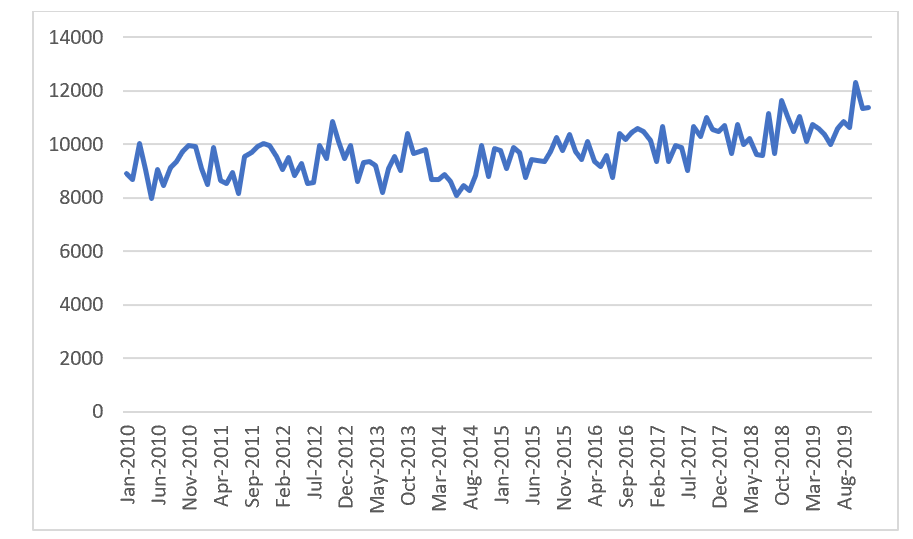 14000
12000
10000
8000
6000
4000
2000
0
Jan-2010
Jun-2010
Nov-2010
Apr-2011
Sep-2011
Feb-2012
Jul-2012
Dec-2012
May-2013
Oct-2013
Mar-2014
Aug-2014
Jan-2015
Jun-2015
Nov-2015
Apr-2016
Sep-2016
Feb-2017
Jul-2017
Dec-2017
May-2018
Oct-2018
Mar-2019
Aug-2019